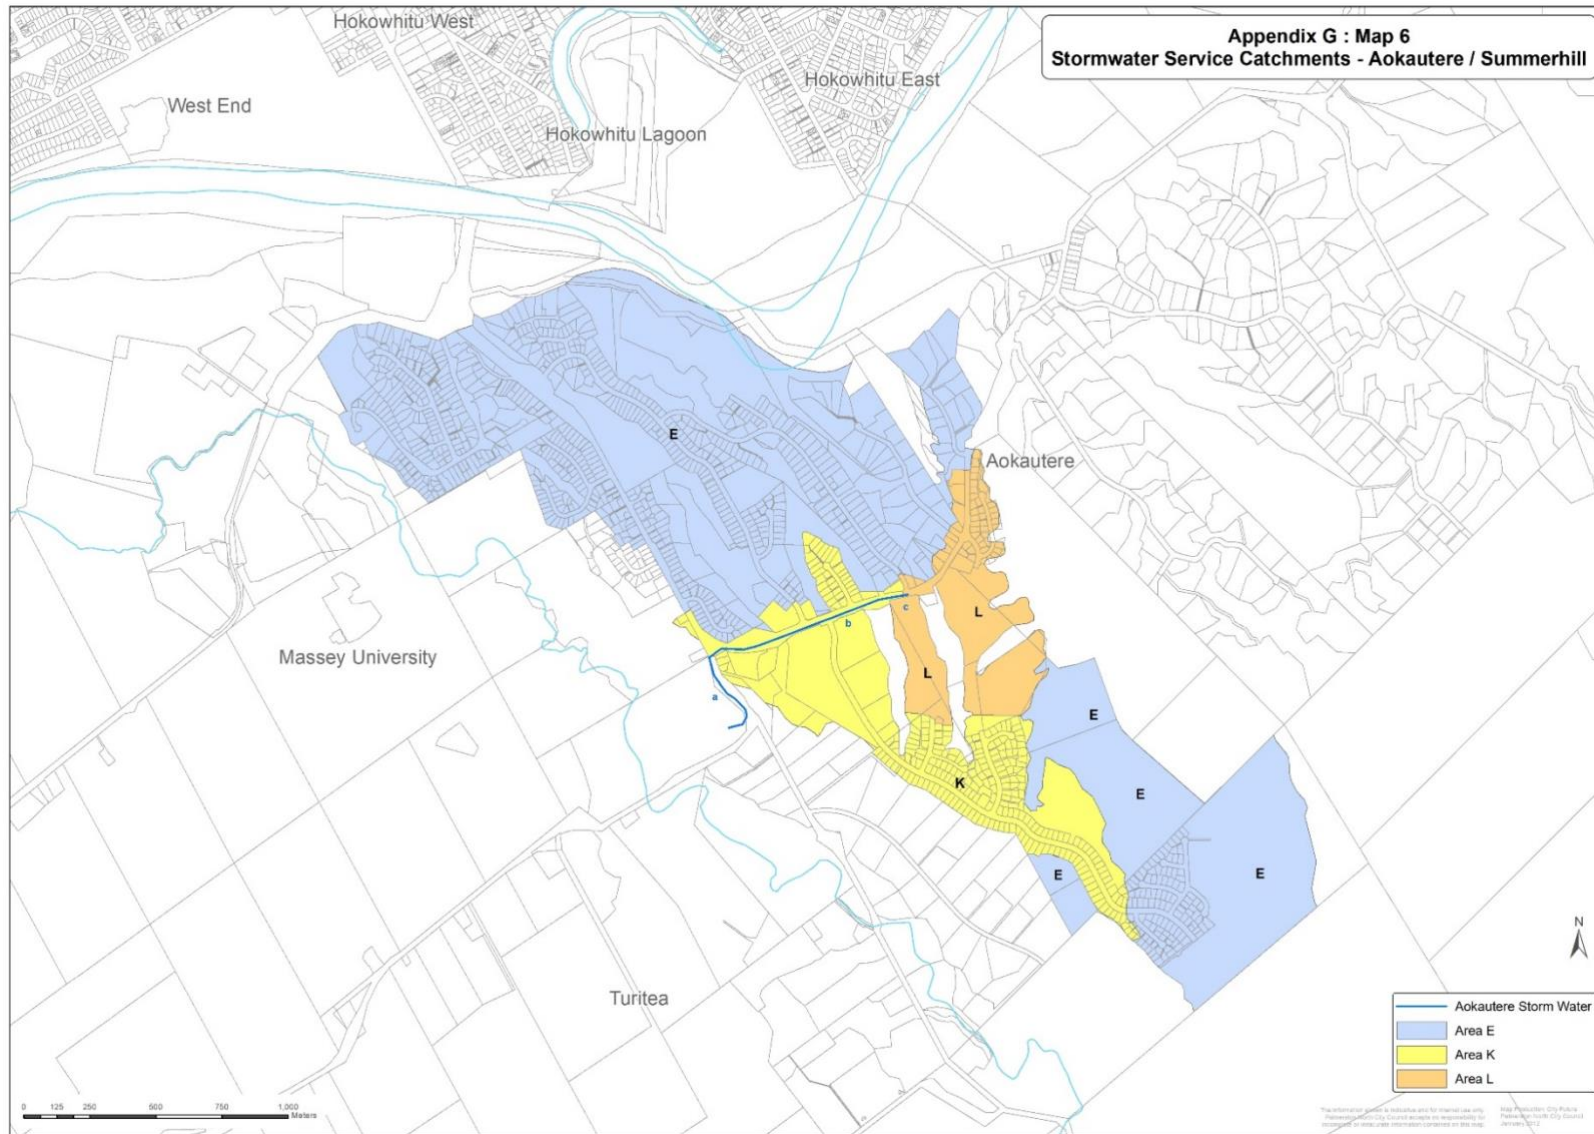 Appendix G : Map 6
Stormwater Service Catchments - Aokautere / Summerhill
Hokowhitu West
Hokowhitu East
West End
Hokowhitu Lagoon
E
Aokautere
c
b
L
Massey University
L
a
E
K
E
E
E
Turitea
N
Aokautere Storm Water
Area E
Area K
Area L
0 125 250 500 750 1,000
Meters